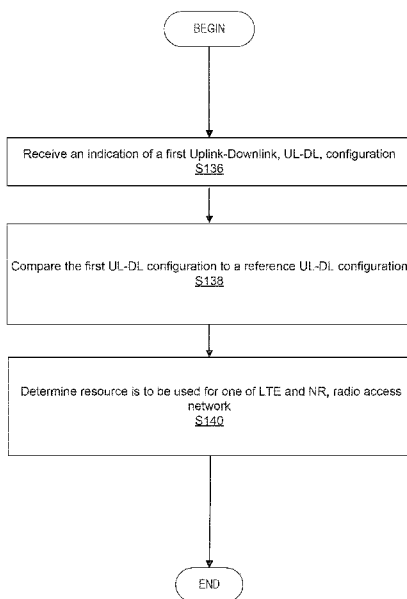 BEGIN
Receive an indication of a first Uplink-Downlink, UL-DL, configuration
S136
Compare the first UL-DL configuration to a reference UL-DL configuration
S138
Determine resource is to be used for one of LTE and NR, radio access
network
S140
END